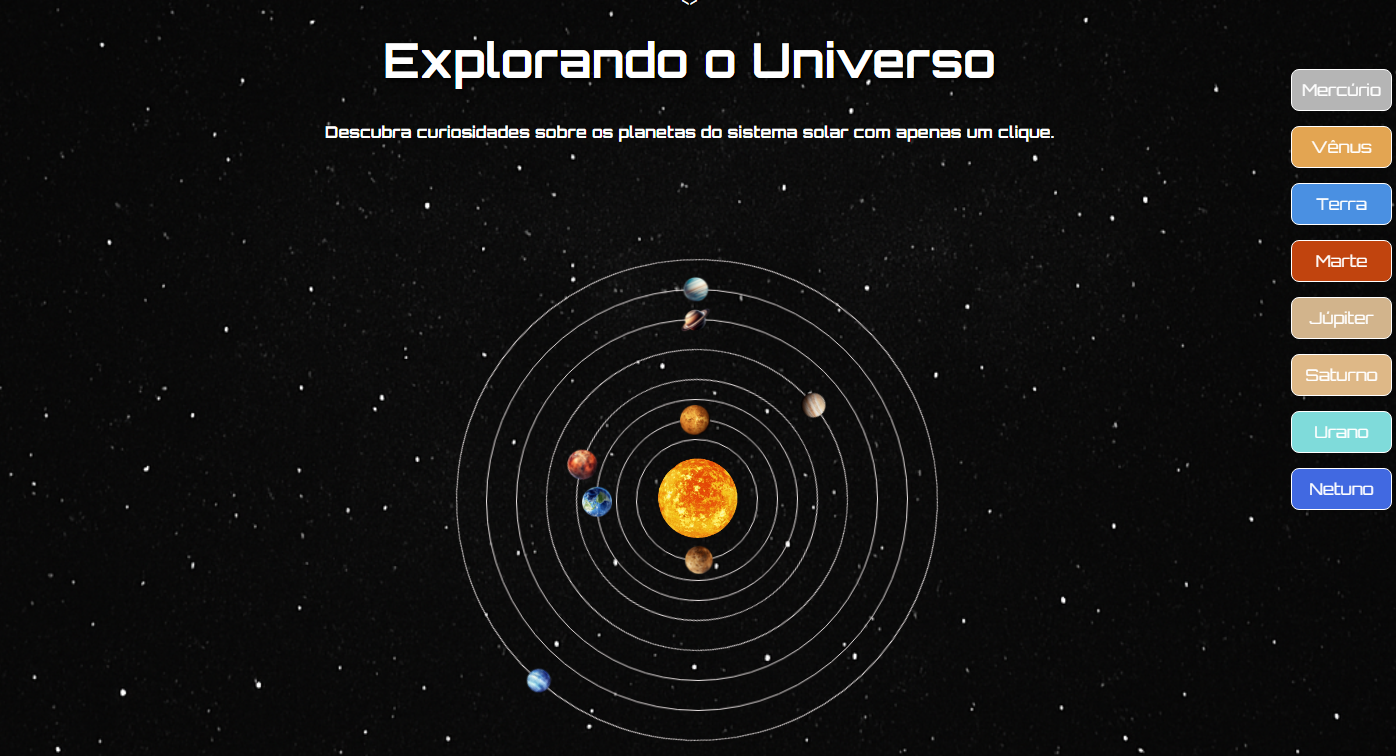 <>
Explorando o Universo
Descubra curiosidades sobre os planetas do sistema solar com apenas um clique.
Mercúrio
Vênus
Terra
Marte
Júpiter
Saturno
Urano
Netuno